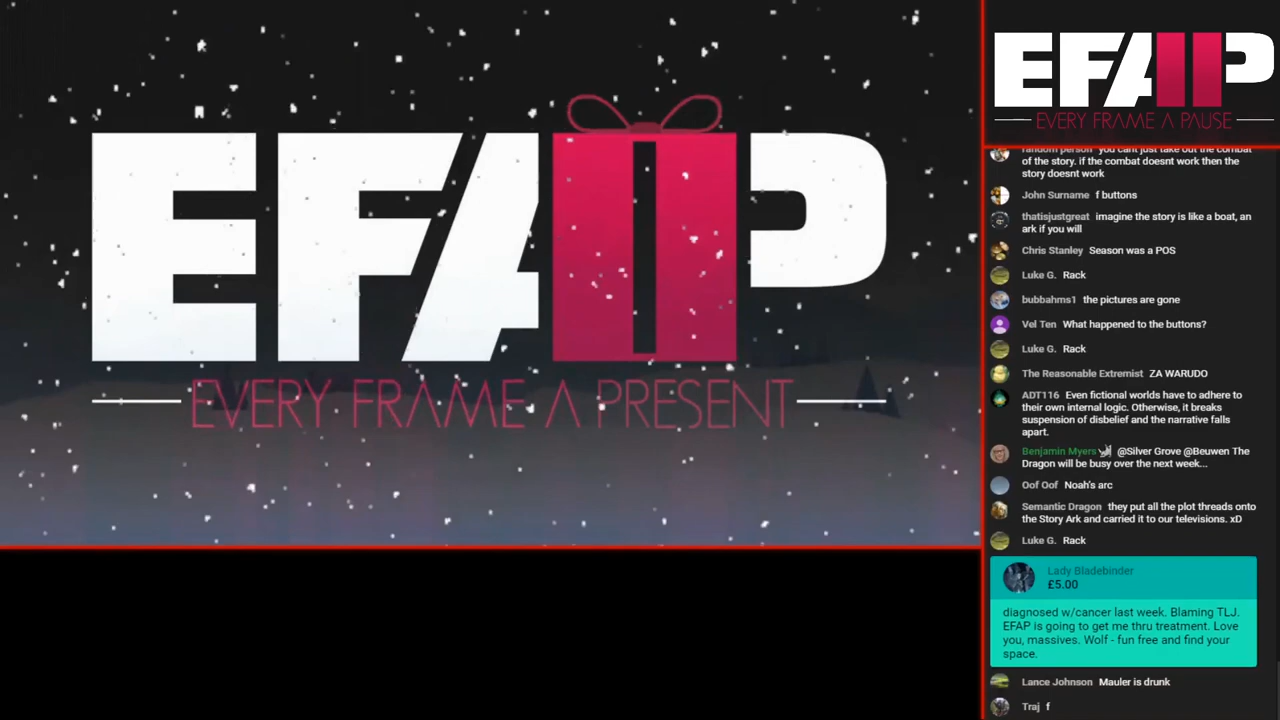 EFAP
EVERY FRAME A PRESENT
EFAP
EVERY FRAME A PAUSE
random person you cant just take out the combat
of the story. if the combat doesnt work then the
story doesnt work
John Surname f buttons
thatisjustgreat imagine the story is like a boat, an
ark if you will
Chris Stanley Season was a POS
Luke G. Rack
bubbahms1 the pictures are gone
Vel Ten What happened to the buttons?
Luke G. Rack
The Reasonable Extremist ZA WARUDO
ADT116 Even fictional worlds have to adhere to
their own internal logic. Otherwise, it breaks
suspension of disbelief and the narrative falls
apart.
Benjamin Myers @Silver Grove @Beuwen The
Dragon will be busy over the next week...
Oof Oof Noah's arc
Semantic Dragon they put all the plot threads onto
the Story Ark and carried it to our televisions. xD
Luke G. Rack
Lady Bladebinder
£5.00
diagnosed w/cancer last week. Blaming TLJ.
EFAP is going to get me thru treatment. Love
you, massives. Wolf - fun free and find your
space.
Lance Johnson Mauler is drunk
Traj f